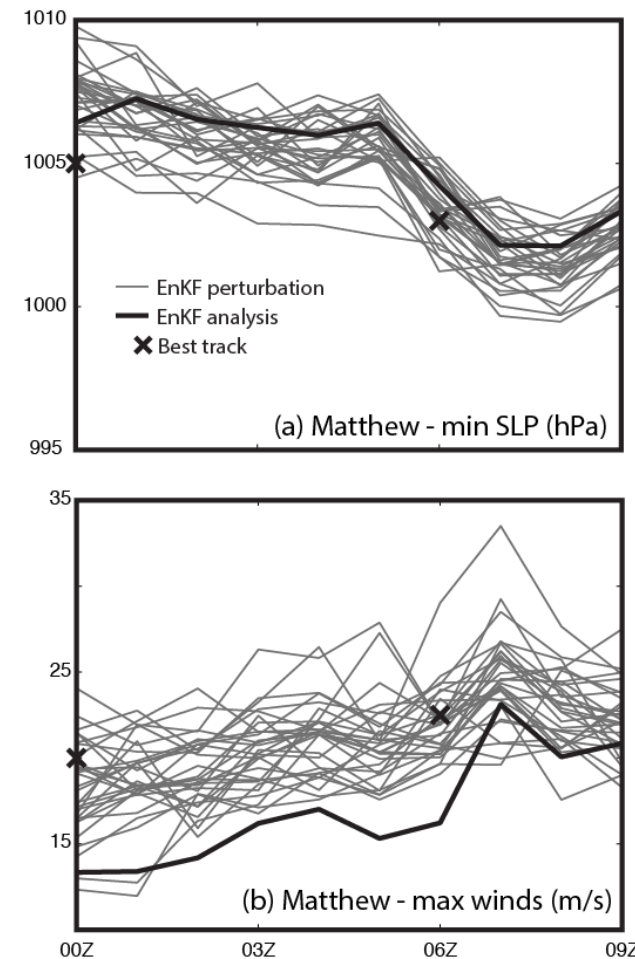 1010
1005
1000
995
EnKF perturbation
EnKF analysis
Best track
(a) Matthew - min SLP (hPa)
35
25
15
(b) Matthew - max winds (m/s)
00Z 03Z 06Z 09Z